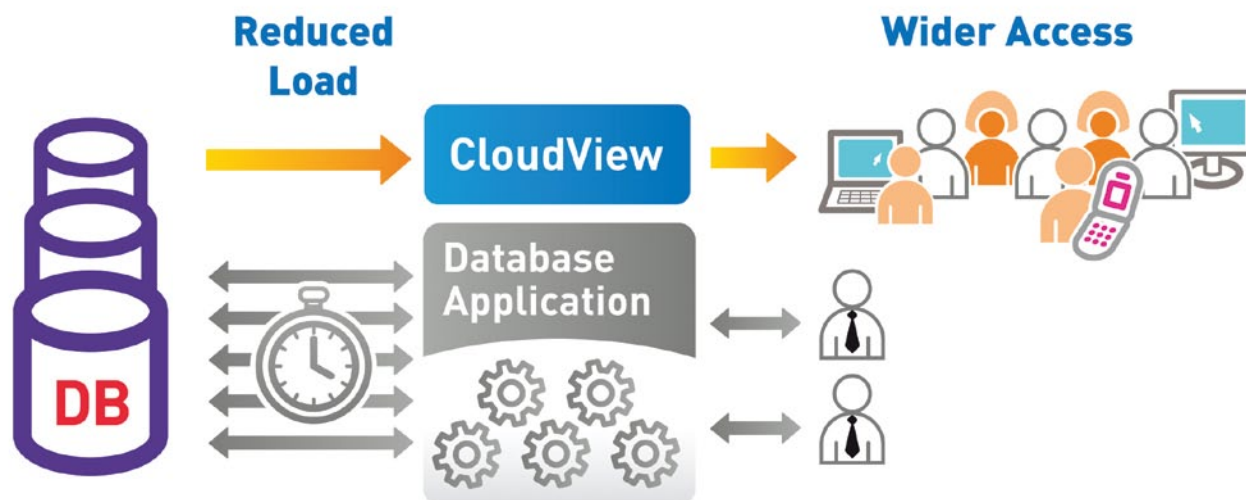 Reduced
Load
Wider Access
CloudView
Database
Application
DB